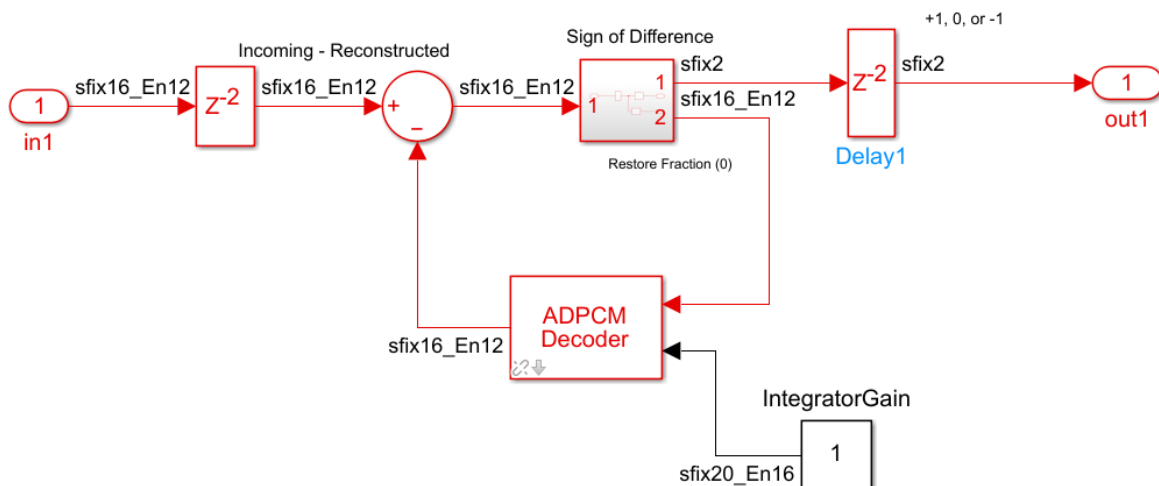 +1, 0, or -1
Incoming - Reconstructed
Sign of Difference
sfix16_En12
sfix16_En12
sfix16_En12
sfix2
sfix2
1
Z-2
+
−
1
1
sfix16_En12
2
Z-2
1
in1
out1
Restore Fraction (0)
Delay1
ADPCM
Decoder
sfix16_En12
IntegratorGain
1
sfix20_En16